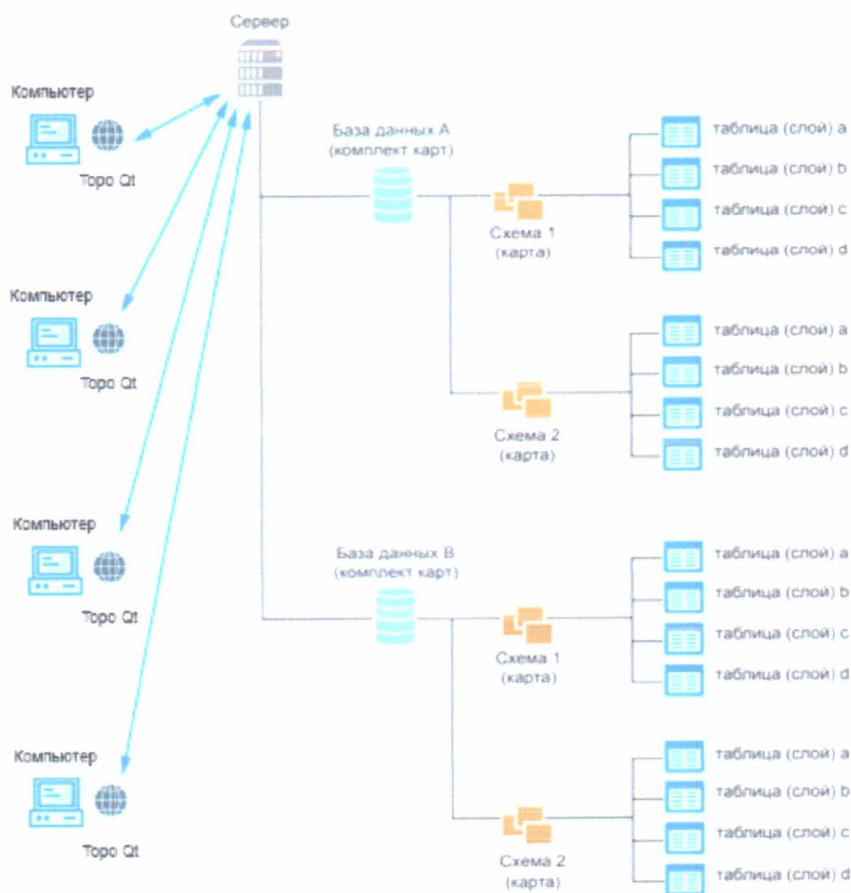 Сервер
Компьютер
Topo Qt
Компьютер
Topo Qt
Компьютер
Topo Qt
Компьютер
Topo Qt
База данных A
(комплект карт)
Схема 1
(карта)
таблица (слой) a
таблица (слой) b
таблица (слой) c
таблица (слой) d
Схема 2
(карта)
таблица (слой) a
таблица (слой) b
таблица (слой) c
таблица (слой) d
База данных B
(комплект карт)
Схема 1
(карта)
таблица (слой) a
таблица (слой) b
таблица (слой) c
таблица (слой) d
Схема 2
(карта)
таблица (слой) a
таблица (слой) b
таблица (слой) c
таблица (слой) d